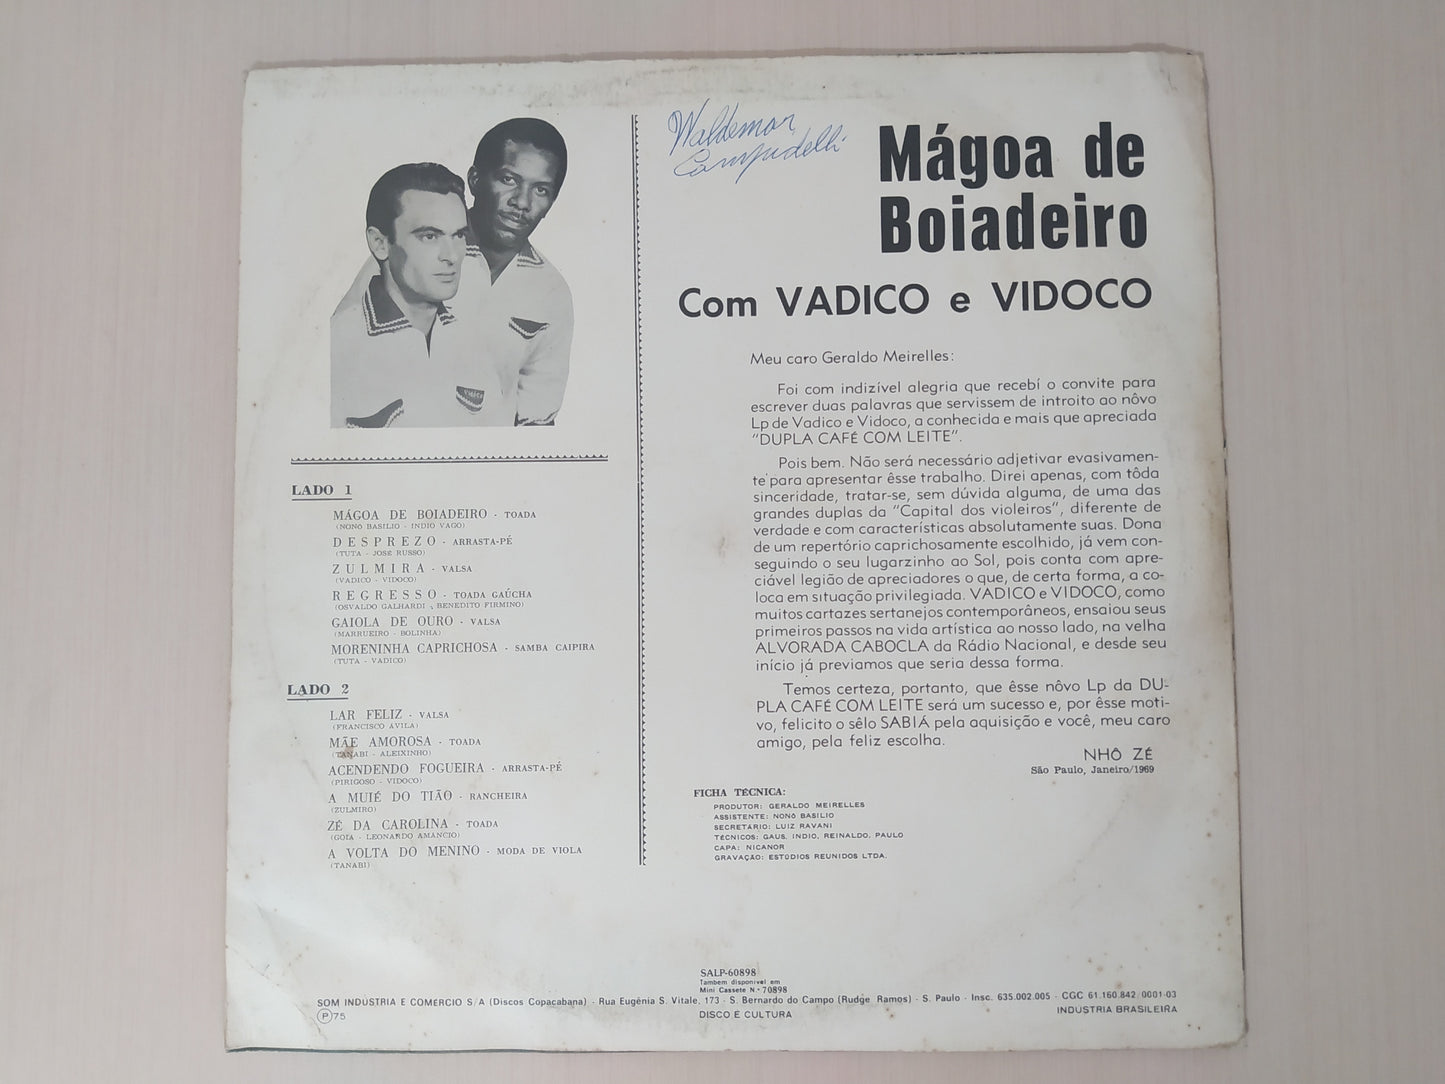 Waldemar
Campidelli
Mágoa de
Boiadeiro
Com VADICO e VIDOCO
Meu caro Geraldo Meirelles:
Foi com indizível alegria que recebí o convite para
escrever duas palavras que servissem de introito ao nôvo
Lp de Vadico e Vidoco, a conhecida e mais que apreciada
"DUPLA CAFÉ COM LEITE".
Pois bem. Não será necessário adjetivar evasivamen-
te para apresentar êsse trabalho. Direi apenas, com tôda
sinceridade, tratar-se, sem dúvida alguma, de uma das
grandes duplas da "Capital dos violeiros", diferente de
verdade e com características absolutamente suas. Dona
de um repertório caprichosamente escolhido, já vem con-
seguindo o seu lugarzinho ao Sol, pois conta com apre-
ciável legião de apreciadores o que, de certa forma, a co-
loca em situação privilegiada. VADICO e VIDOCO, como
muitos cartazes sertanejos contemporâneos, ensaiou seus
primeiros passos na vida artística ao nosso lado, na velha
ALVORADA CABOCLA da Rádio Nacional, e desde seu
início já previamos que seria dessa forma.
Temos certeza, portanto, que êsse nôvo Lp da DU-
PLA CAFÉ COM LEITE será um sucesso e, por êsse moti-
vo, felicito o sêlo SABIÁ pela aquisição e você, meu caro
amigo, pela feliz escolha.
NHÔ ZÉ
São Paulo, Janeiro/1969
LADO 1
MÁGOA DE BOIADEIRO - TOADA
(NONO BASILIO - INDIO VAGO)
DESPREZO - ARRASTA-PÉ
(TUTA - JOSÉ RUSSO)
ZULMIRA - VALSA
(VADICO - VIDOCO)
REGRESSO - TOADA GAÚCHA
(OSVALDO GALHARDI , BENEDITO FIRMINO)
GAIOLA DE OURO - VALSA
(MARRUEIRO - BOLINHA)
MORENINHA CAPRICHOSA - SAMBA CAIPIRA
(TUTA - VADICO)
LADO 2
LAR FELIZ - VALSA
(FRANCISCO AVILA)
MÃE AMOROSA - TOADA
(TANABI - ALEIXINHO)
ACENDENDO FOGUEIRA - ARRASTA-PÉ
(PIRIGOSO - VIDOCO)
A MUIÉ DO TIÃO - RANCHEIRA
(ZULMIRO)
ZÉ DA CAROLINA - TOADA
(GOIA - LEONARDO AMANCIO)
A VOLTA DO MENINO - MODA DE VIOLA
(TANABI)
FICHA TÉCNICA:
PRODUTOR: GERALDO MEIRELLES
ASSISTENTE: NONÔ BASILIO
SECRETÁRIO: LUIZ RAVANI
TÉCNICOS: GAUS, INDIO, REINALDO, PAULO
CAPA: NICANOR
GRAVAÇÃO: ESTÚDIOS REUNIDOS LTDA.
SALP-60898
Tambem disponivel em
Mini Cassete N.º 70898
SOM INDÚSTRIA E COMERCIO S/A (Discos Copacabana) - Rua Eugênia S. Vitale, 173 - S. Bernardo do Campo (Rudge Ramos) - S. Paulo - Insc. 635.002.005 - CGC 61.160.842/0001-03
Ⓟ75
DISCO E CULTURA
INDÚSTRIA BRASILEIRA